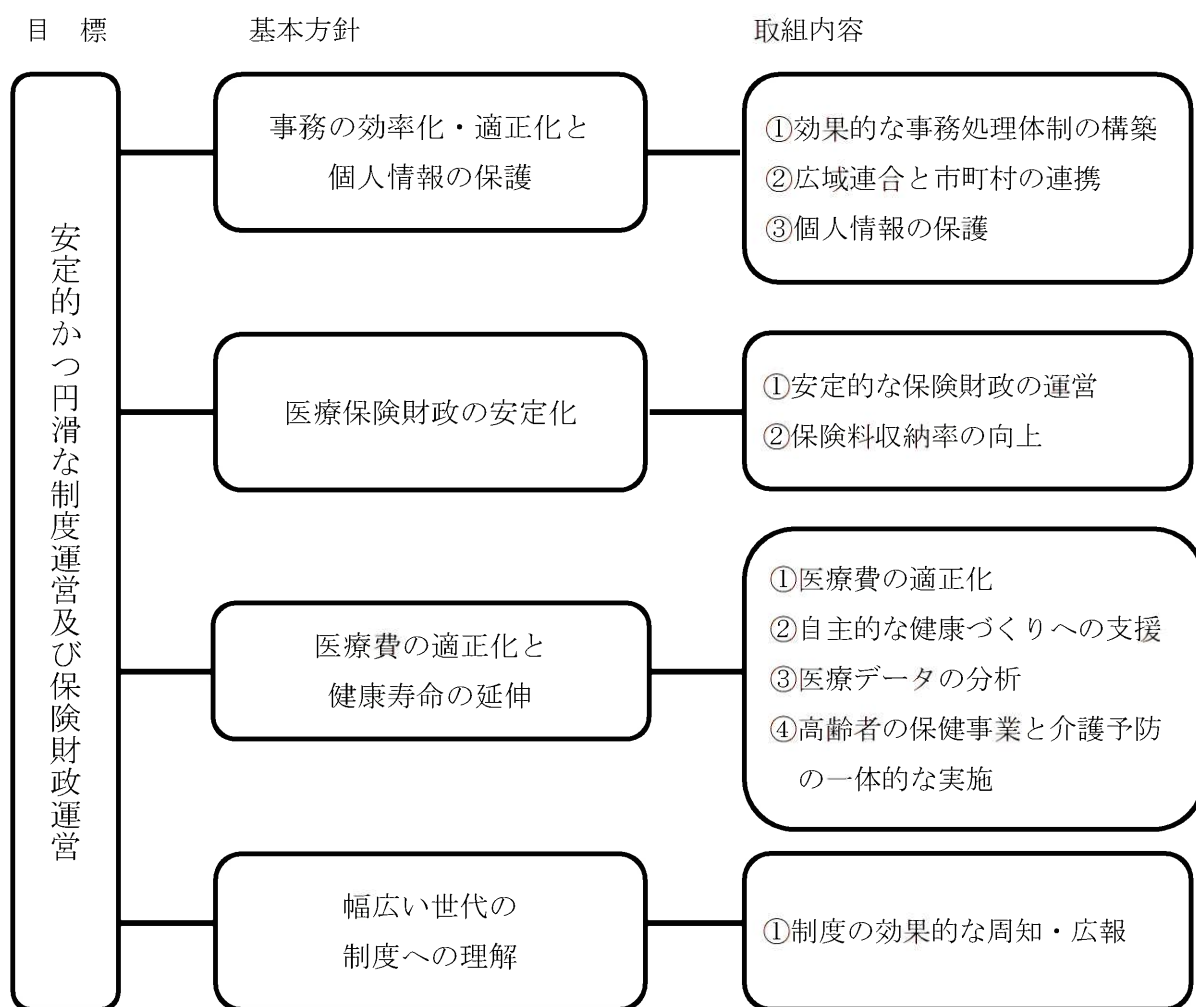 目　標
基本方針
取組内容
安定的かつ円滑な制度運営及び保険財政運営
事務の効率化・適正化と
個人情報の保護
①効果的な事務処理体制の構築
②広域連合と市町村の連携
③個人情報の保護
医療保険財政の安定化
①安定的な保険財政の運営
②保険料収納率の向上
医療費の適正化と
健康寿命の延伸
①医療費の適正化
②自主的な健康づくりへの支援
③医療データの分析
④高齢者の保健事業と介護予防
の一体的な実施
幅広い世代の
制度への理解
①制度の効果的な周知・広報